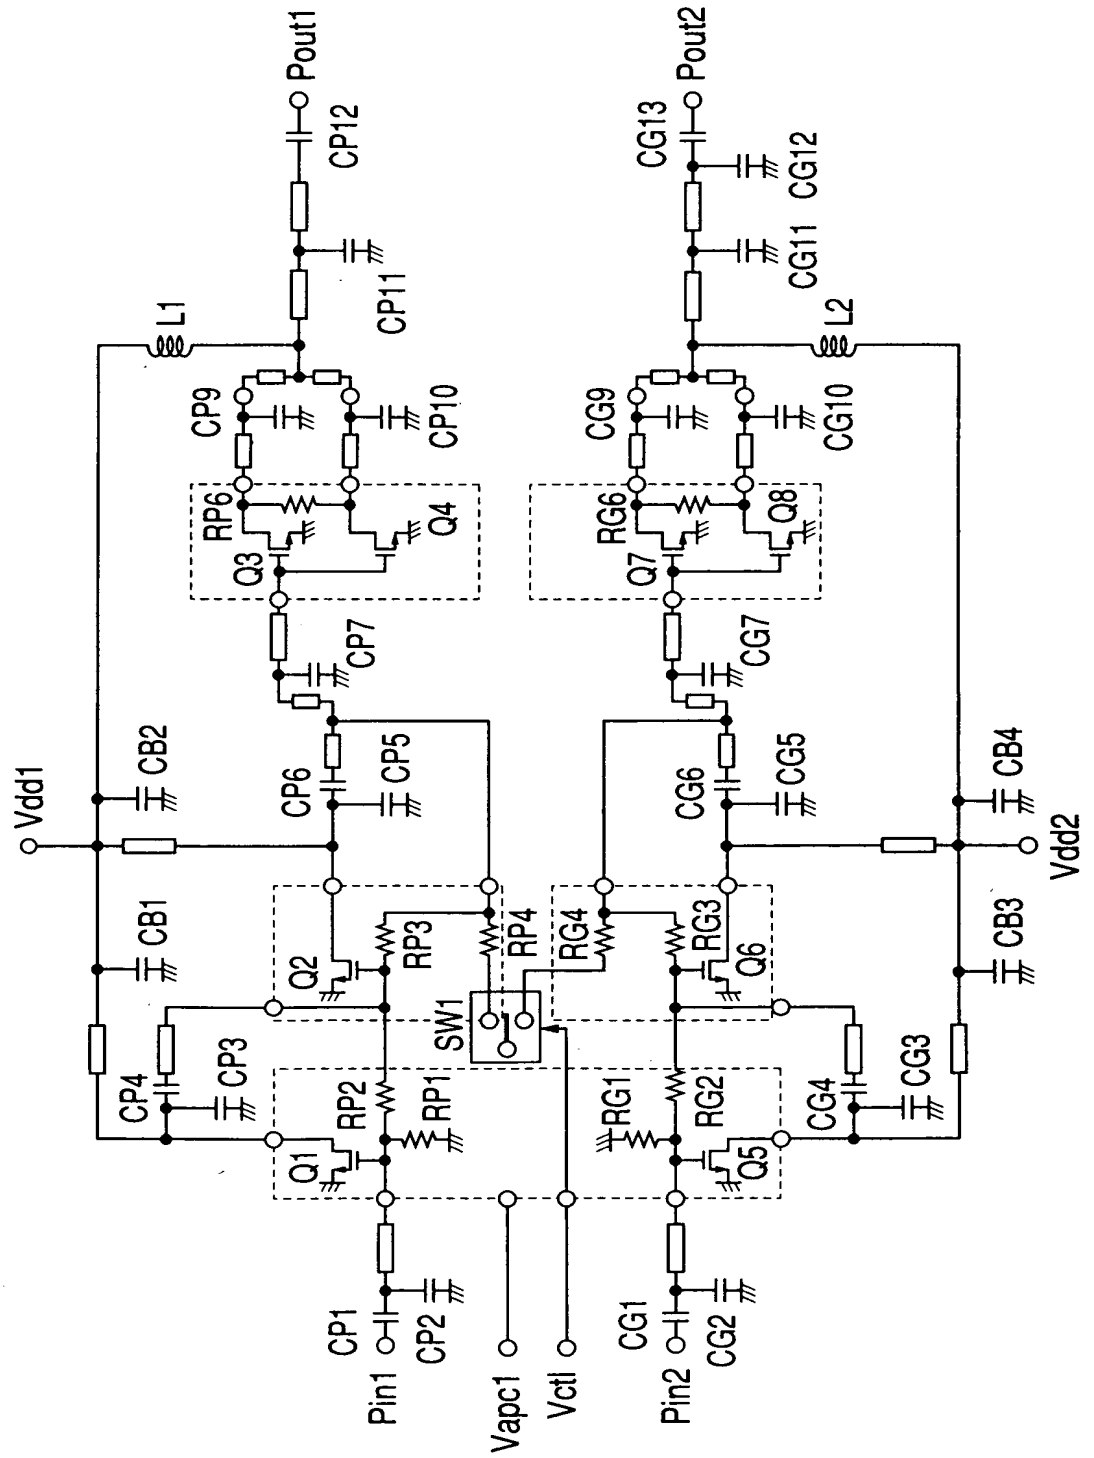 Pout1
Pout2
CP12
CG13
CG12
CP11
CG11
L1
L2
CP9
CP10
CG9
CG10
RP6
Q4
RG6
Q8
Q3
Q7
CP7
CG7
Vdd1
CB2
CP6
CP5
CG6
CG5
CB4
Vdd2
CB1
Q2
RP3
RP4
RG4
RG3
Q6
CB3
SW1
CP4
CP3
RP2
RP1
RG1
RG2
CG4
CG3
Q1
Q5
CP1
CP2
CG1
CG2
Pin1
Vapc1
Vctl
Pin2